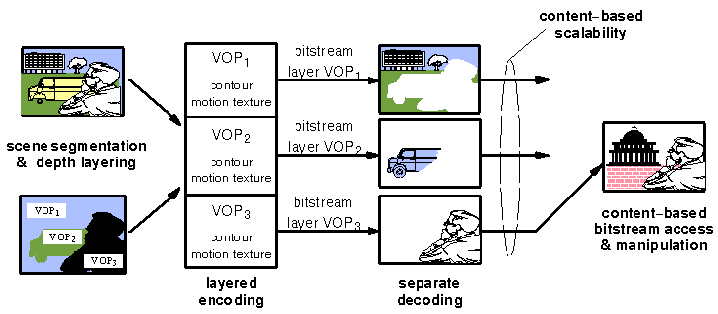 content-based
scalability
scene segmentation
& depth layering
VOP1
VOP2
VOP3
VOP1
contour
motion texture
VOP2
contour
motion texture
VOP3
contour
motion texture
layered
encoding
bitstream
layer VOP1
bitstream
layer VOP2
bitstream
layer VOP3
separate
decoding
content-based
bitstream access
& manipulation